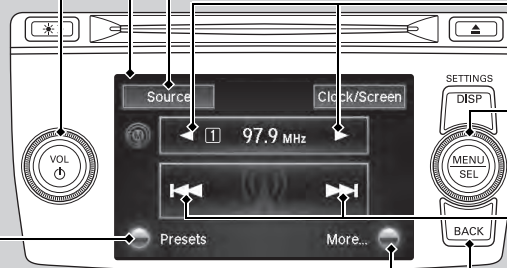 SETTINGS
Source
Clock/Screen
DISP
1 97.9 MHz
VOL
MENU
SEL
Presets
More...
BACK